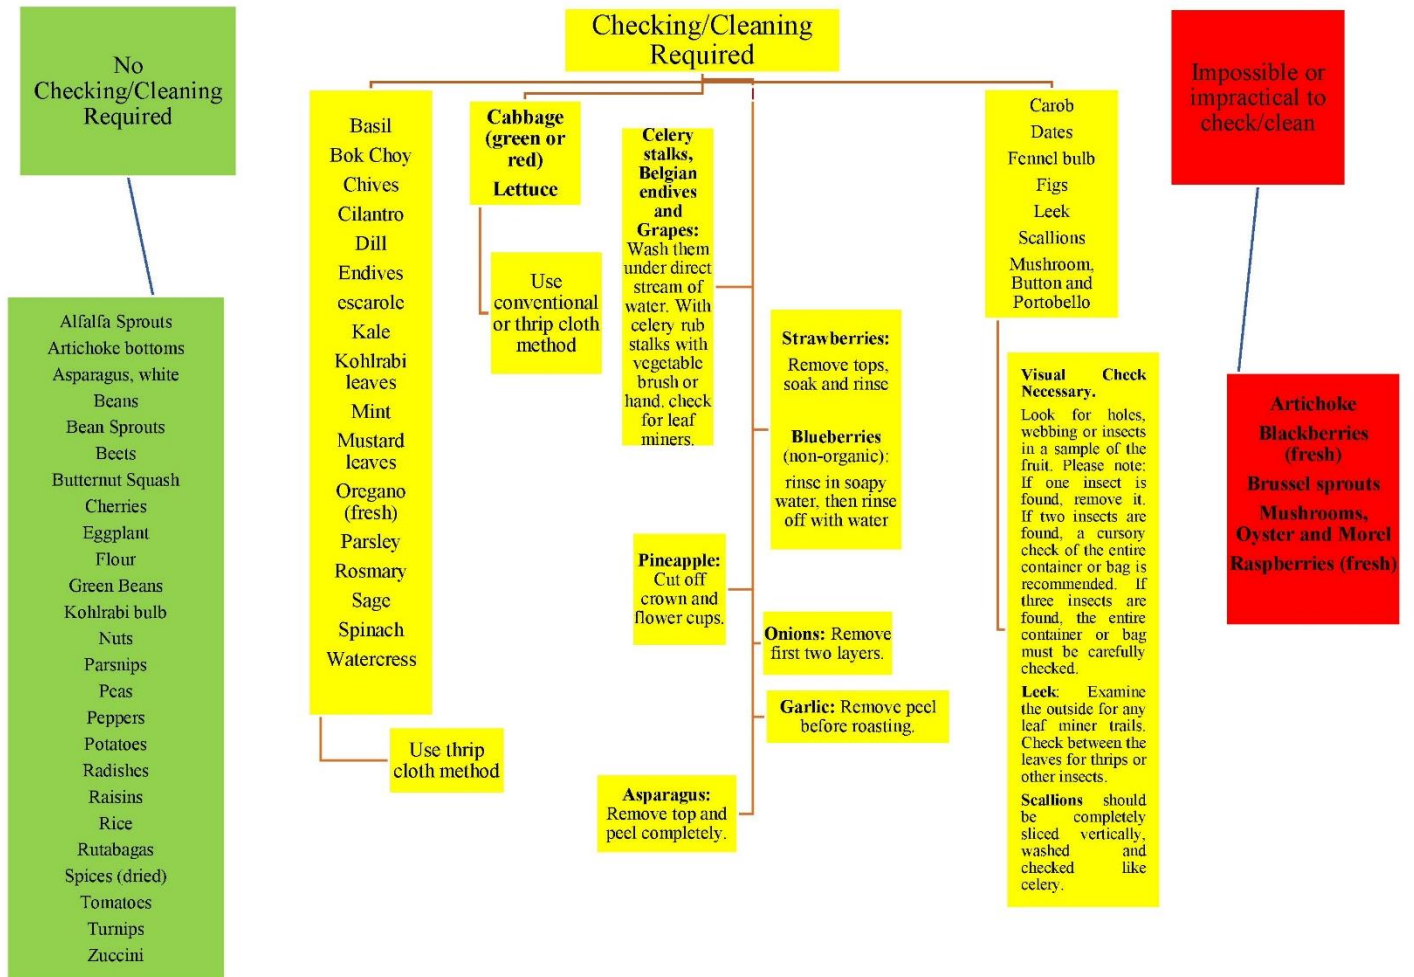 No
Checking/Cleaning
Required
Alfalfa Sprouts
Artichoke bottoms
Asparagus, white
Beans
Bean Sprouts
Beets
Butternut Squash
Cherries
Eggplant
Flour
Green Beans
Kohlrabi bulb
Nuts
Parsnips
Peas
Peppers
Potatoes
Radishes
Raisins
Rice
Rutabagas
Spices (dried)
Tomatoes
Turnips
Zuccini
Checking/Cleaning
Required
Basil
Bok Choy
Chives
Cilantro
Dill
Endives
escarole
Kale
Kohlrabi
leaves
Mint
Mustard
leaves
Oregano
(fresh)
Parsley
Rosmary
Sage
Spinach
Watercress
Use thrip
cloth method
Cabbage
(green or
red)
Lettuce
Use
conventional
or thrip cloth
method
Celery
stalks,
Belgian
endives
and
Grapes:
Wash them
under direct
stream of
water. With
celery rub
stalks with
vegetable
brush or
hand, check
for leaf
miners.
Strawberries:
Remove tops,
soak and rinse
Blueberries
(non-organic):
rinse in soapy
water, then rinse
off with water
Pineapple:
Cut off
crown and
flower cups.
Onions: Remove
first two layers.
Garlic: Remove peel
before roasting.
Asparagus:
Remove top and
peel completely.
Carob
Dates
Fennel bulb
Figs
Leek
Scallions
Mushroom,
Button and
Portobello
Visual Check
Necessary.
Look for holes,
webbing or insects
in a sample of the
fruit. Please note:
If one insect is
found, remove it.
If two insects are
found, a cursory
check of the entire
container or bag is
recommended. If
three insects are
found, the entire
container or bag
must be carefully
checked.
Leek: Examine
the outside for any
leaf miner trails.
Check between the
leaves for thrips or
other insects.
Scallions should
be completely
sliced vertically,
washed and
checked like
celery.
Impossible or
impractical to
check/clean
Artichoke
Blackberries
(fresh)
Brussel sprouts
Mushrooms,
Oyster and Morel
Raspberries (fresh)